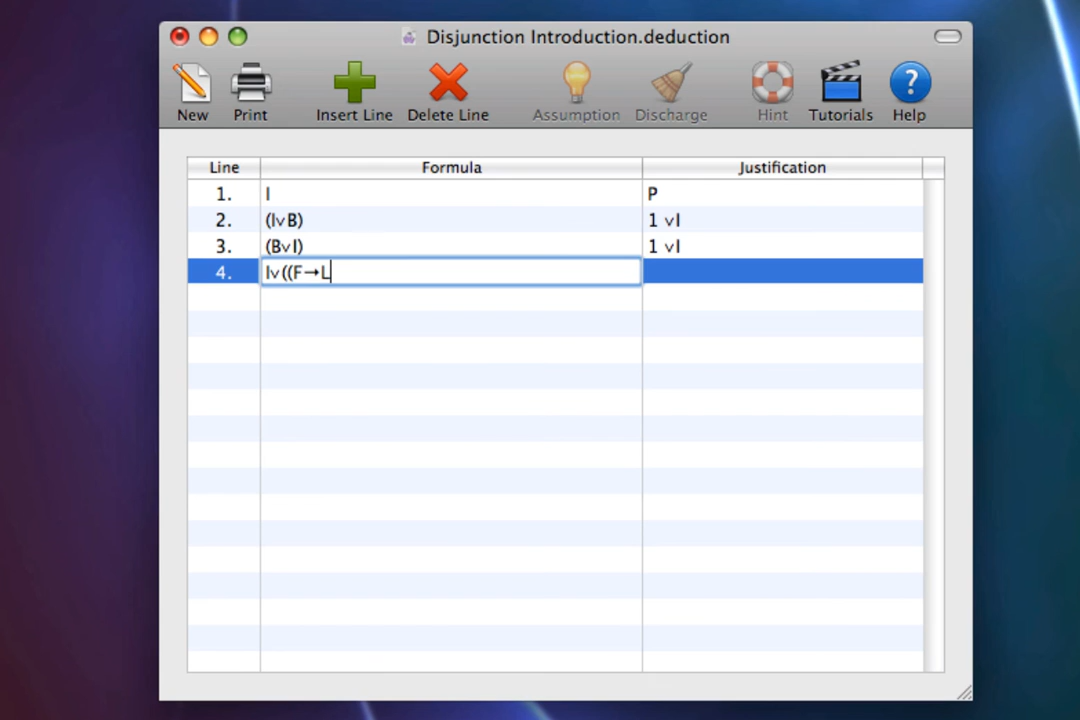 Disjunction Introduction.deduction
New Print Insert Line Delete Line Assumption Discharge Hint Tutorials Help
Line Formula Justification
1. I P
2. (I∨B) 1 ∨I
3. (B∨I) 1 ∨I
4. I∨((F→L